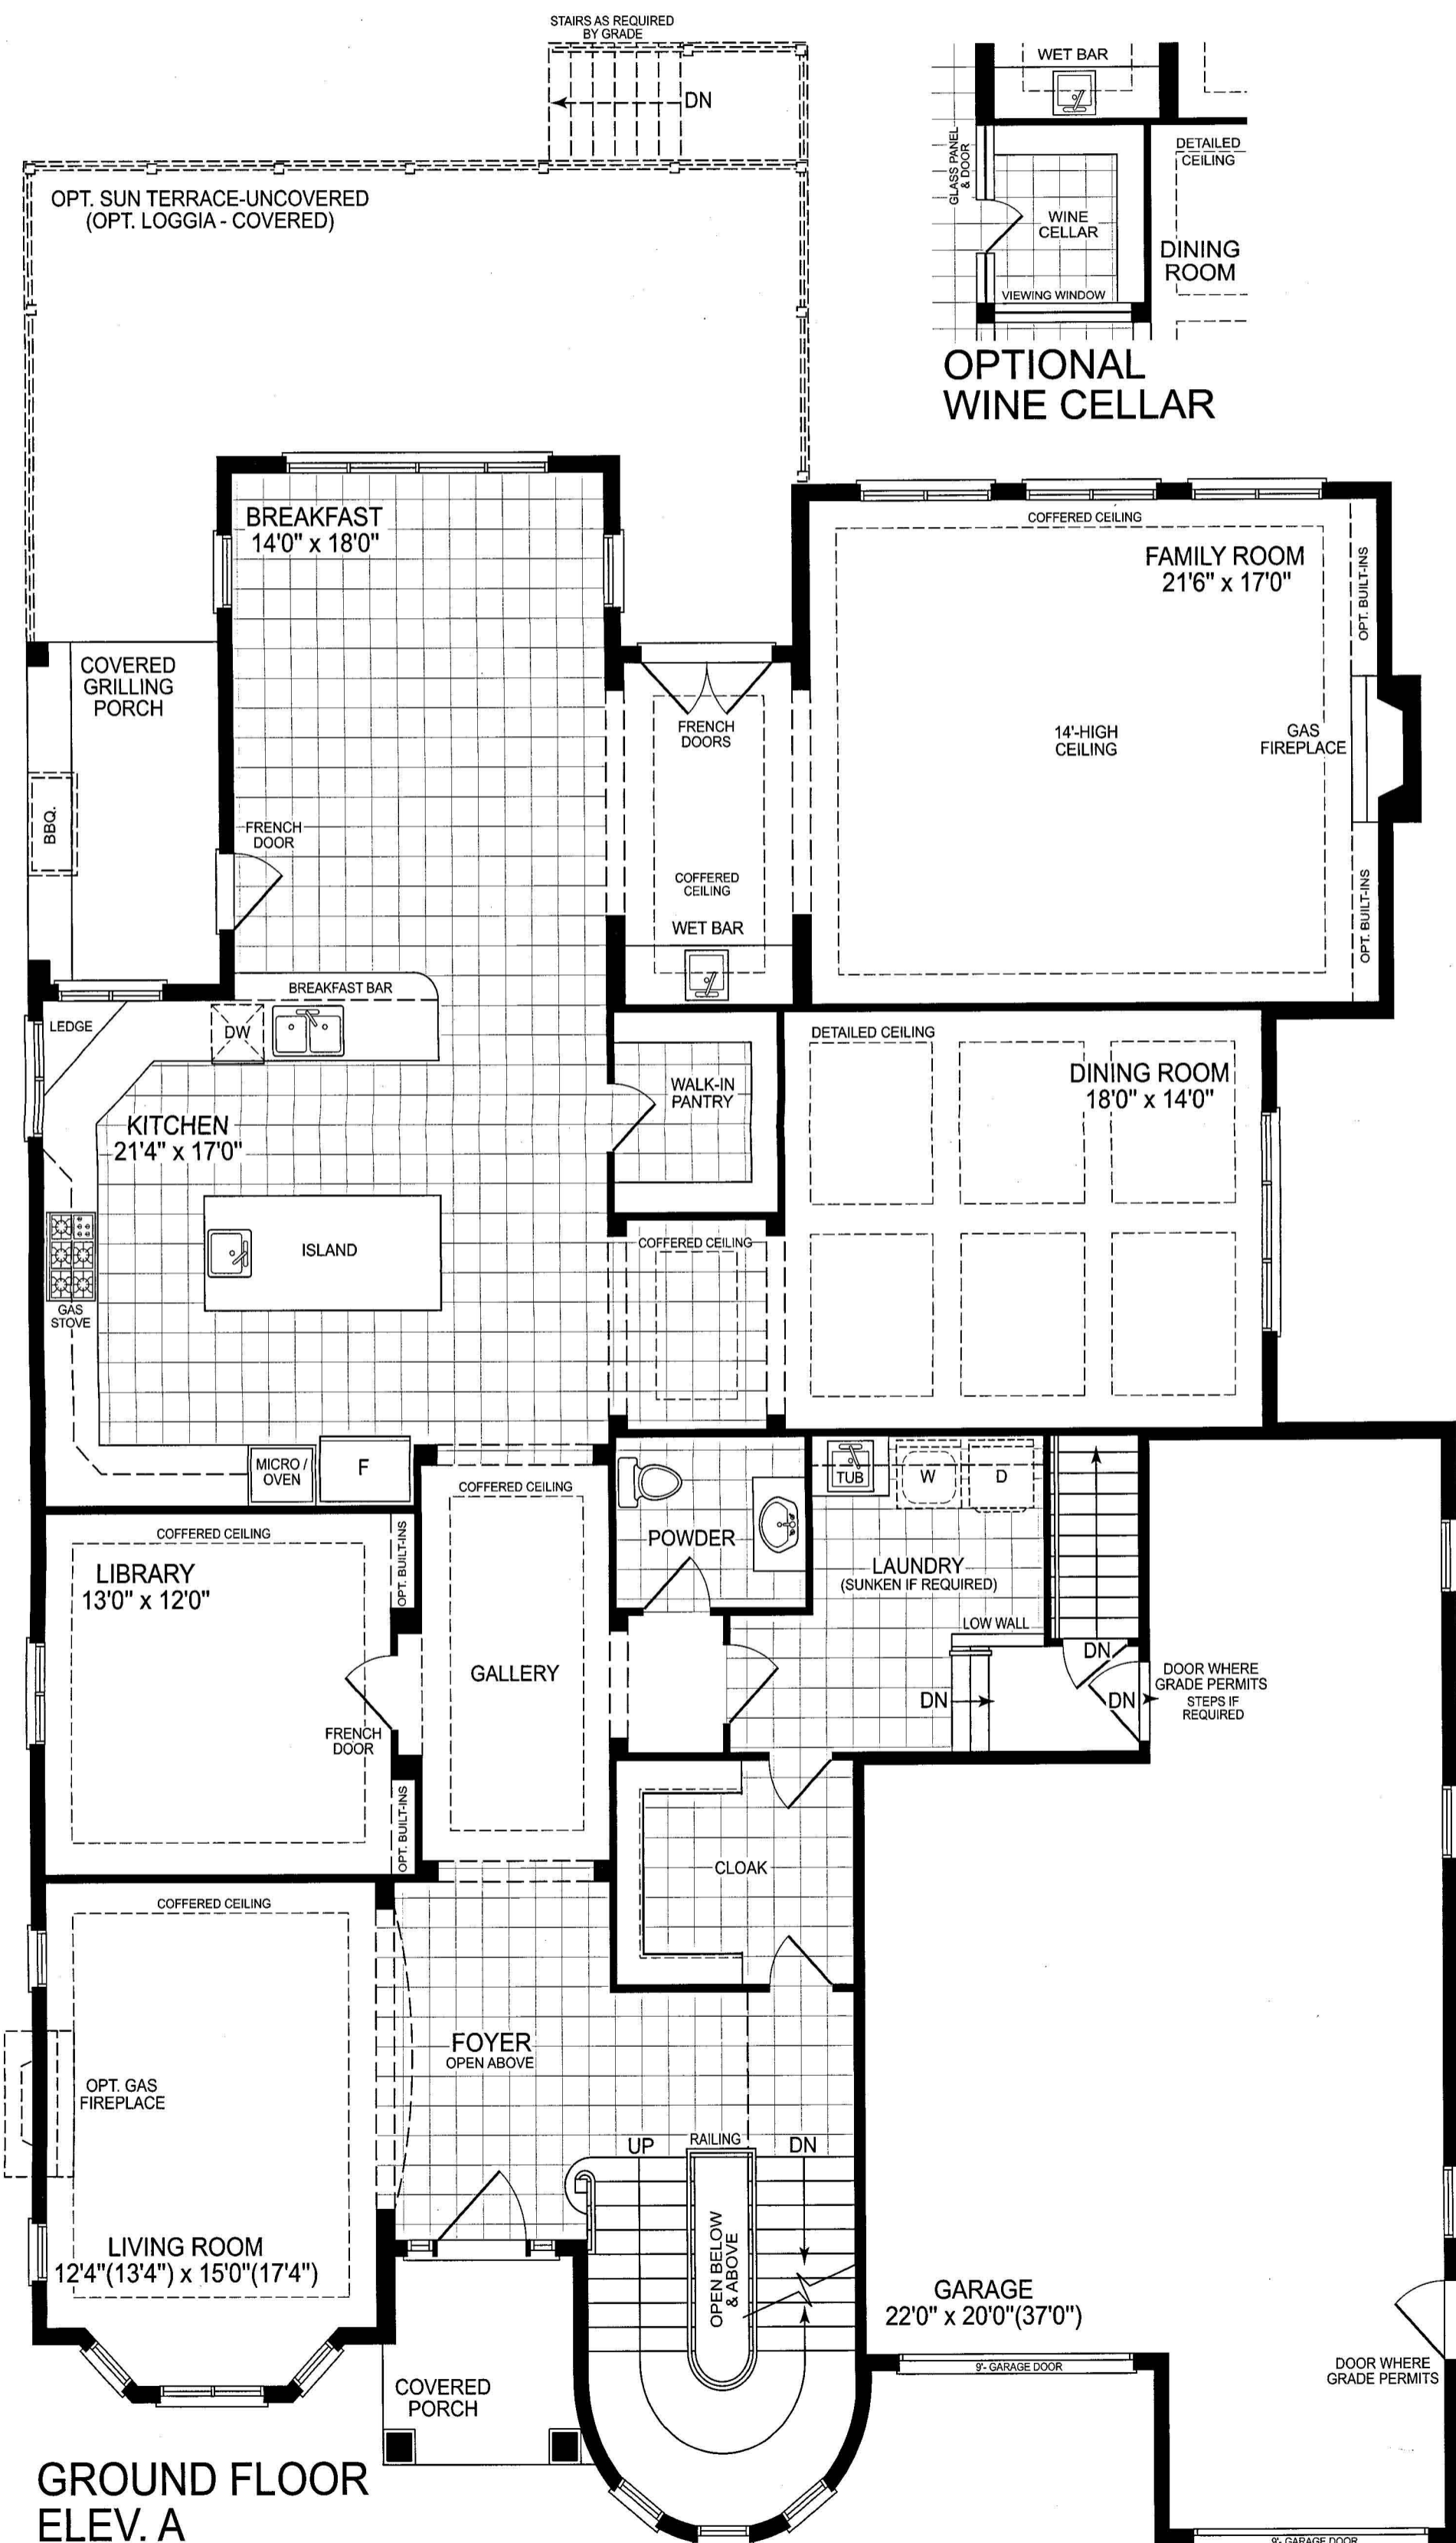 STAIRS AS REQUIRED
BY GRADE
DN
OPT. SUN TERRACE-UNCOVERED
(OPT. LOGGIA - COVERED)
WET BAR
GLASS PANEL
& DOOR
DETAILED
CEILING
WINE
CELLAR
DINING
ROOM
VIEWING WINDOW
OPTIONAL
WINE CELLAR
BREAKFAST
14'0" x 18'0"
COFFERED CEILING
FAMILY ROOM
21'6" x 17'0"
OPT. BUILT-INS
COVERED
GRILLING
PORCH
FRENCH
DOORS
14'-HIGH
CEILING
GAS
FIREPLACE
BBQ.
FRENCH
DOOR
COFFERED
CEILING
OPT. BUILT-INS
WET BAR
BREAKFAST BAR
LEDGE
DW
DETAILED CEILING
WALK-IN
PANTRY
DINING ROOM
18'0" x 14'0"
KITCHEN
21'4" x 17'0"
ISLAND
COFFERED CEILING
GAS
STOVE
MICRO /
OVEN
F
COFFERED CEILING
TUB
W
D
COFFERED CEILING
OPT. BUILT-INS
LIBRARY
13'0" x 12'0"
POWDER
LAUNDRY
(SUNKEN IF REQUIRED)
LOW WALL
GALLERY
DN
DN
DN
DOOR WHERE
GRADE PERMITS
STEPS IF
REQUIRED
FRENCH
DOOR
OPT. BUILT-INS
CLOAK
COFFERED CEILING
FOYER
OPEN ABOVE
OPT. GAS
FIREPLACE
UP
RAILING
DN
OPEN BELOW
& ABOVE
LIVING ROOM
12'4"(13'4") x 15'0"(17'4")
GARAGE
22'0" x 20'0"(37'0")
9'- GARAGE DOOR
DOOR WHERE
GRADE PERMITS
COVERED
PORCH
GROUND FLOOR
ELEV. A
9'- GARAGE DOOR